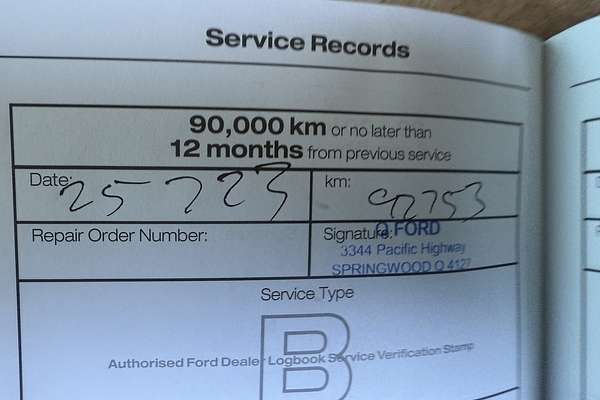 Service Records
90,000 km or no later than
12 months from previous service
Date: 25 7 23
km: 92753
Repair Order Number:
Signature: Q FORD
3344 Pacific Highway
SPRINGWOOD Q 4127
Service Type
B
Authorised Ford Dealer Logbook Service Verification Stamp